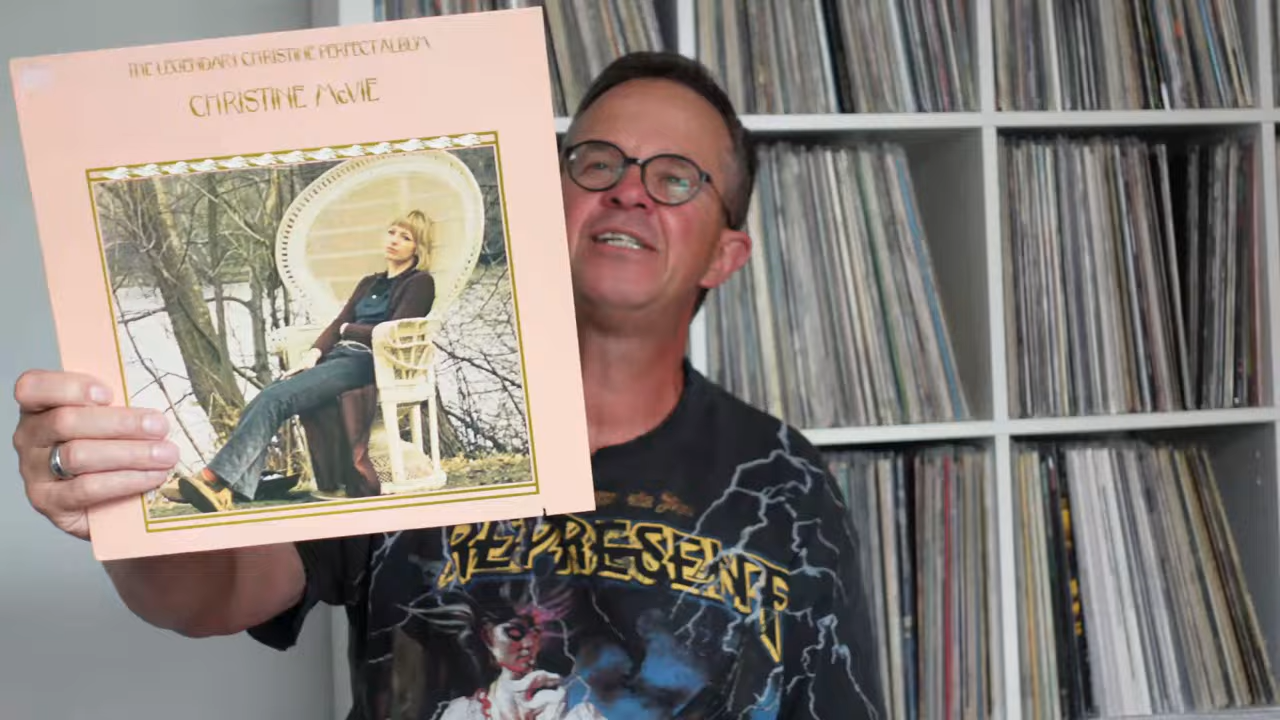 THE LEGENDARY CHRISTINE PERFECT ALBUM
CHRISTINE McVIE
REPRESENT